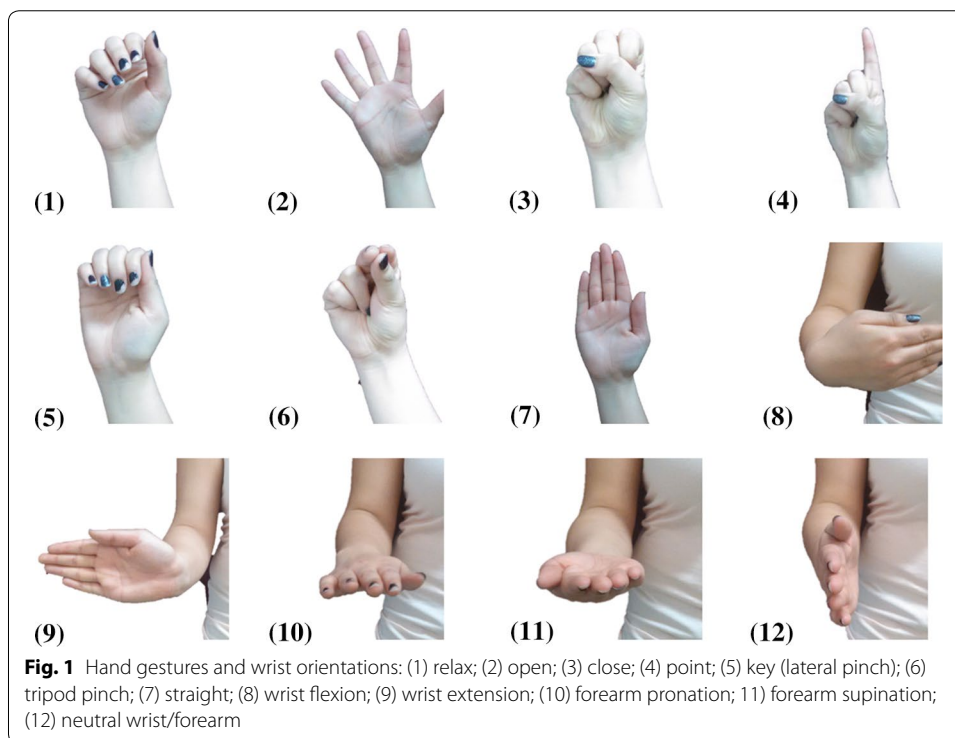 (1) (2) (3) (4)
(5) (6) (7) (8)
(9) (10) (11) (12)
Fig. 1 Hand gestures and wrist orientations: (1) relax; (2) open; (3) close; (4) point; (5) key (lateral pinch); (6)
tripod pinch; (7) straight; (8) wrist flexion; (9) wrist extension; (10) forearm pronation; 11) forearm supination;
(12) neutral wrist/forearm